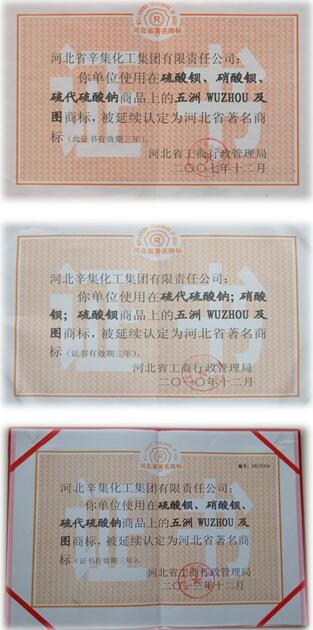 河北省著名商标
河北省辛集化工集团有限责任公司：
你单位使用在硫酸钡、硝酸钡、
硫代硫酸钠商品上的五洲 WUZHOU 及
图商标，被延续认定为河北省著名商
标（此证书有效期三年）。
河北省工商行政管理局
二〇〇七年十二月
河北省著名商标
河北辛集化工集团有限责任公司：
你单位使用在硫代硫酸钠；硝酸
钡；硫酸钡商品上的五洲 WUZHOU 及
图商标，被延续认定为河北省著名商
标（证书有效期三年）。
河北省工商行政管理局
二〇一〇年十二月
河北省著名商标
编号：
河北辛集化工集团有限责任公司：
你单位使用在硫酸钡、硝酸钡、
硫代硫酸钠商品上的五洲 WUZHOU 及
图商标，被延续认定为河北省著名商
标（证书有效期三年）。
河北省工商行政管理局
二〇一三年十二月
证书